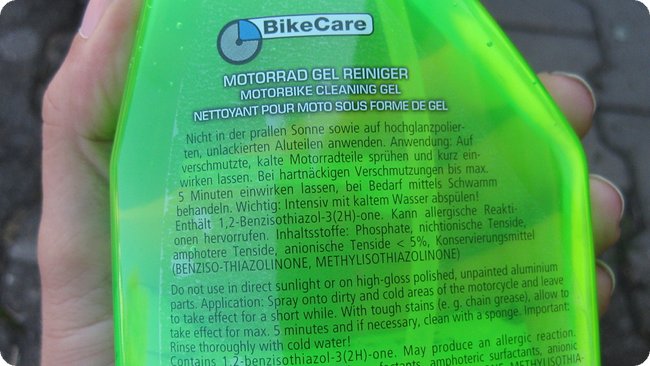 BikeCare
MOTORRAD GEL REINIGER
MOTORBIKE CLEANING GEL
NETTOYANT POUR MOTO SOUS FORME DE GEL
Nicht in der prallen Sonne sowie auf hochglanzpolier-
ten, unlackierten Aluteilen anwenden. Anwendung: Auf
verschmutzte, kalte Motorradteile sprühen und kurz ein-
wirken lassen. Bei hartnäckigen Verschmutzungen bis max.
5 Minuten einwirken lassen, bei Bedarf mittels Schwamm
behandeln. Wichtig: Intensiv mit kaltem Wasser abspülen!
Enthält 1,2-Benzisothiazol-3(2H)-one. Kann allergische Reakti-
onen hervorrufen. Inhaltsstoffe: Phosphate, nichtionische Tenside,
amphotere Tenside, anionische Tenside < 5%, Konservierungsmittel
(BENZISO-THIAZOLINONE, METHYLISOTHIAZOLINONE)
Do not use in direct sunlight or on high-gloss polished, unpainted aluminium
parts. Application: Spray onto dirty and cold areas of the motorcycle and leave
to take effect for a short while. With tough stains (e. g. chain grease), allow to
take effect for max. 5 minutes and if necessary, clean with a sponge. Important:
Rinse thoroughly with cold water!
Contains 1,2-benzisothiazol-3(2H)-one. May produce an allergic reaction.
amphoteric surfactants, anionic
METHYLISOTHIA-